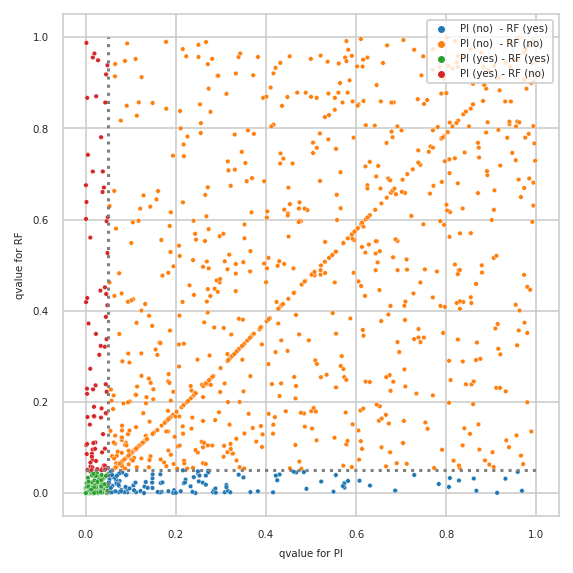 PI (no)  - RF (yes)
PI (no)  - RF (no)
PI (yes) - RF (yes)
PI (yes) - RF (no)
1.0
0.8
0.6
0.4
0.2
0.0
qvalue for RF
0.0 0.2 0.4 0.6 0.8 1.0
qvalue for PI